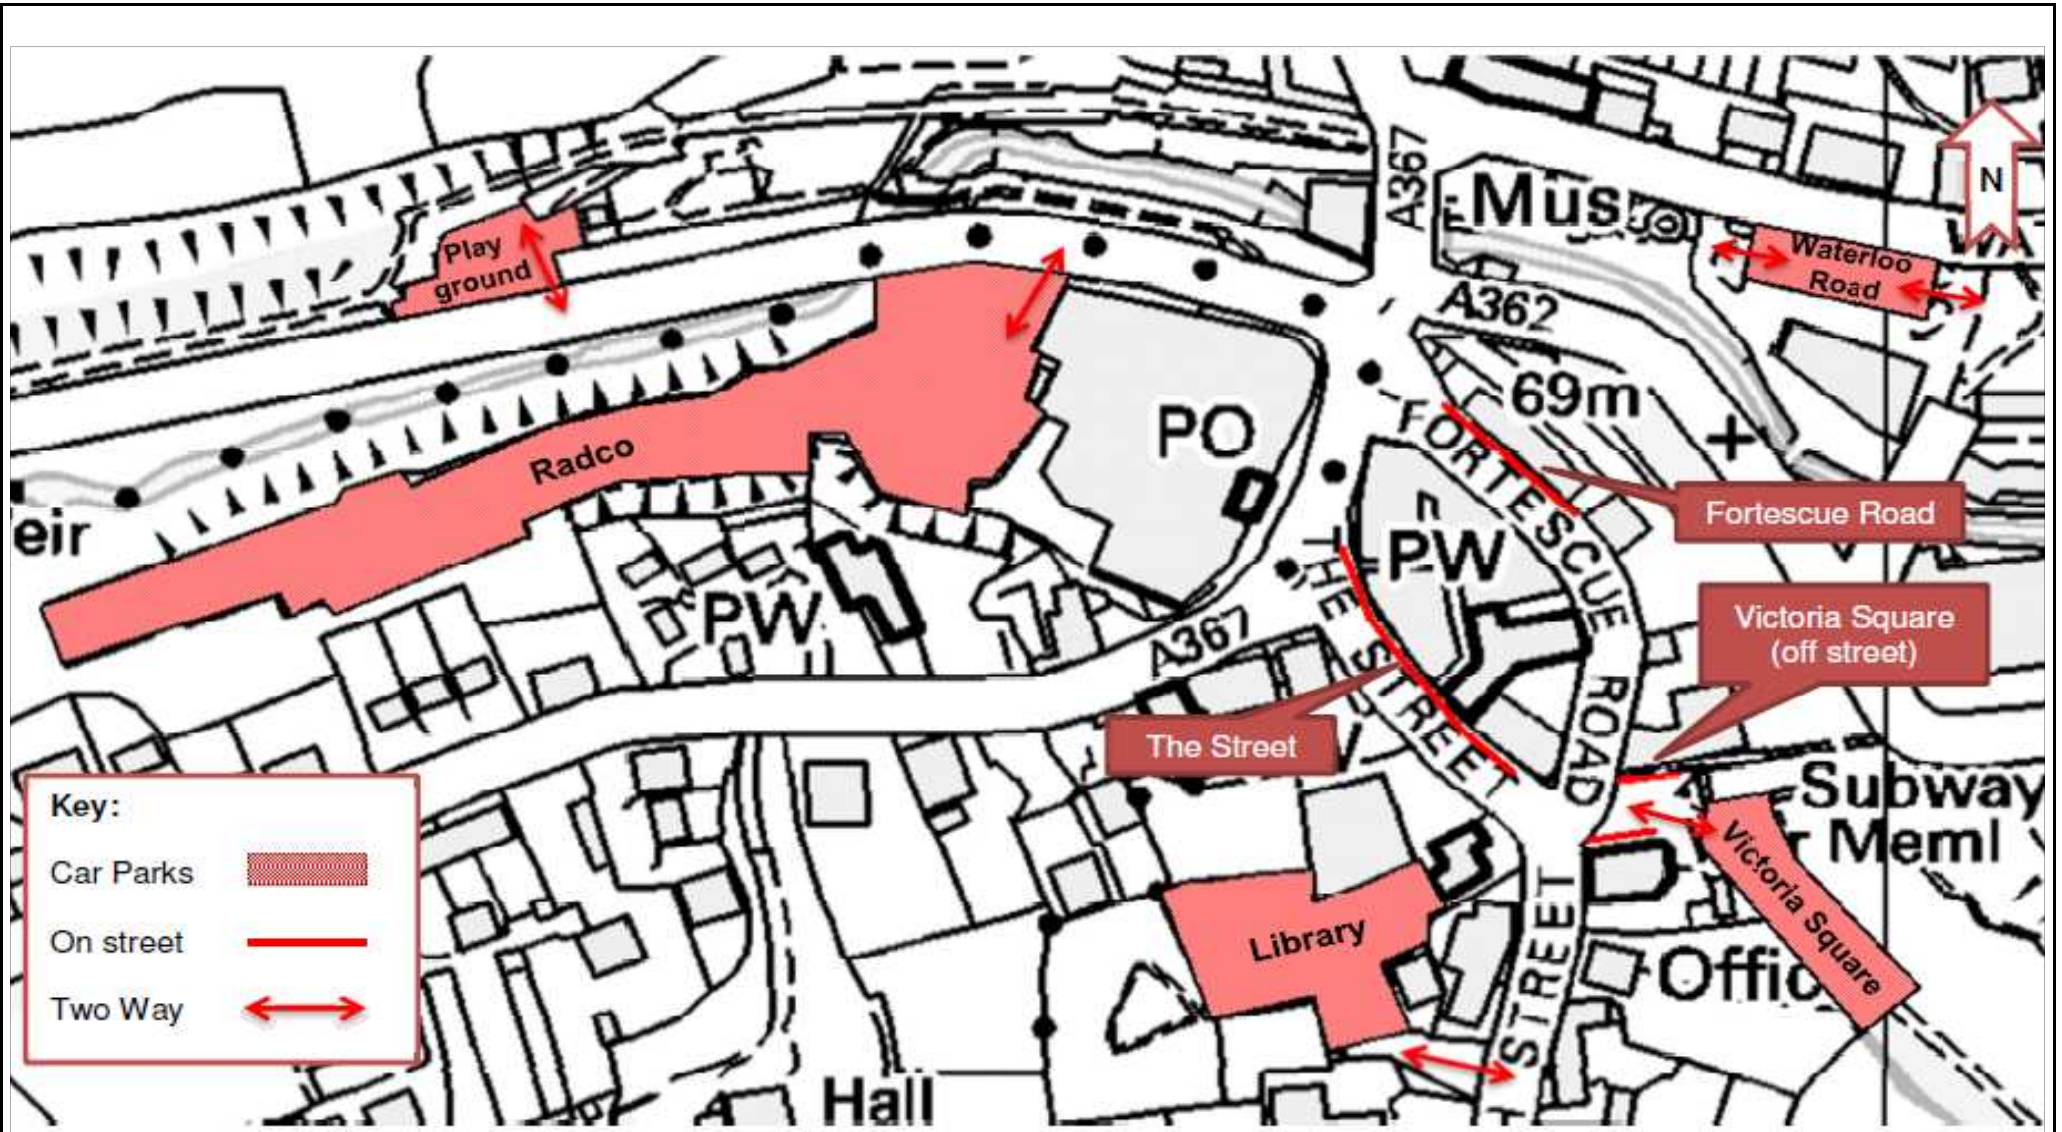 A367
Mus
N
Play
ground
Waterloo
Road
A362
69m
FORTESCUE ROAD
PO
Radco
Fortescue Road
eir
PW
THE STREET
PW
Victoria Square
(off street)
A367
The Street
Key:
Car Parks
On street
Two Way
Subway
r Meml
Victoria Square
Library
STREET
Offic
Hall